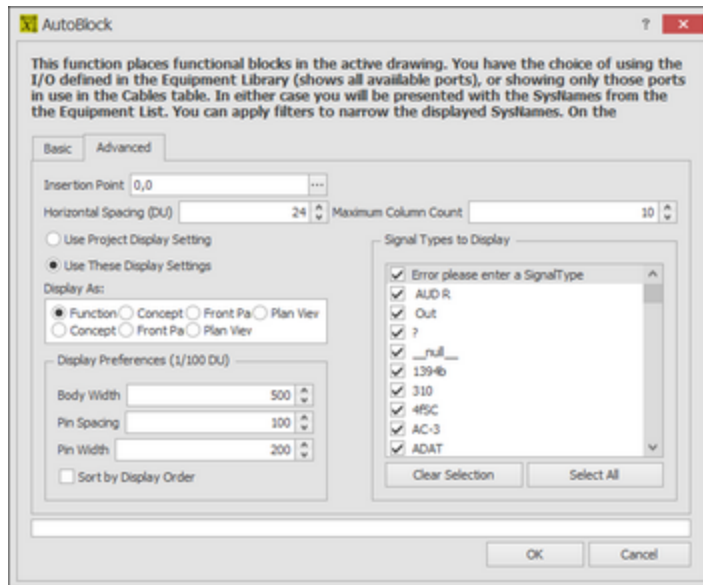 AutoBlock
?
This function places functional blocks in the active drawing. You have the choice of using the
I/O defined in the Equipment Library (shows all available ports), or showing only those ports
in use in the Cables table. In either case you will be presented with the SysNames from the
the Equipment List. You can apply filters to narrow the displayed SysNames. On the
Basic Advanced
Insertion Point 0,0 ...
Horizontal Spacing (DU) 24 Maximum Column Count 10
Use Project Display Setting
Use These Display Settings
Display As:
Function Concept Front Pa Plan Viev
Concept Front Pa Plan Viev
Display Preferences (1/100 DU)
Body Width 500
Pin Spacing 100
Pin Width 200
Sort by Display Order
Signal Types to Display
Error please enter a SignalType
AUD R
Out
?
__null__
1394b
310
4fSC
AC-3
ADAT
Clear Selection Select All
OK Cancel